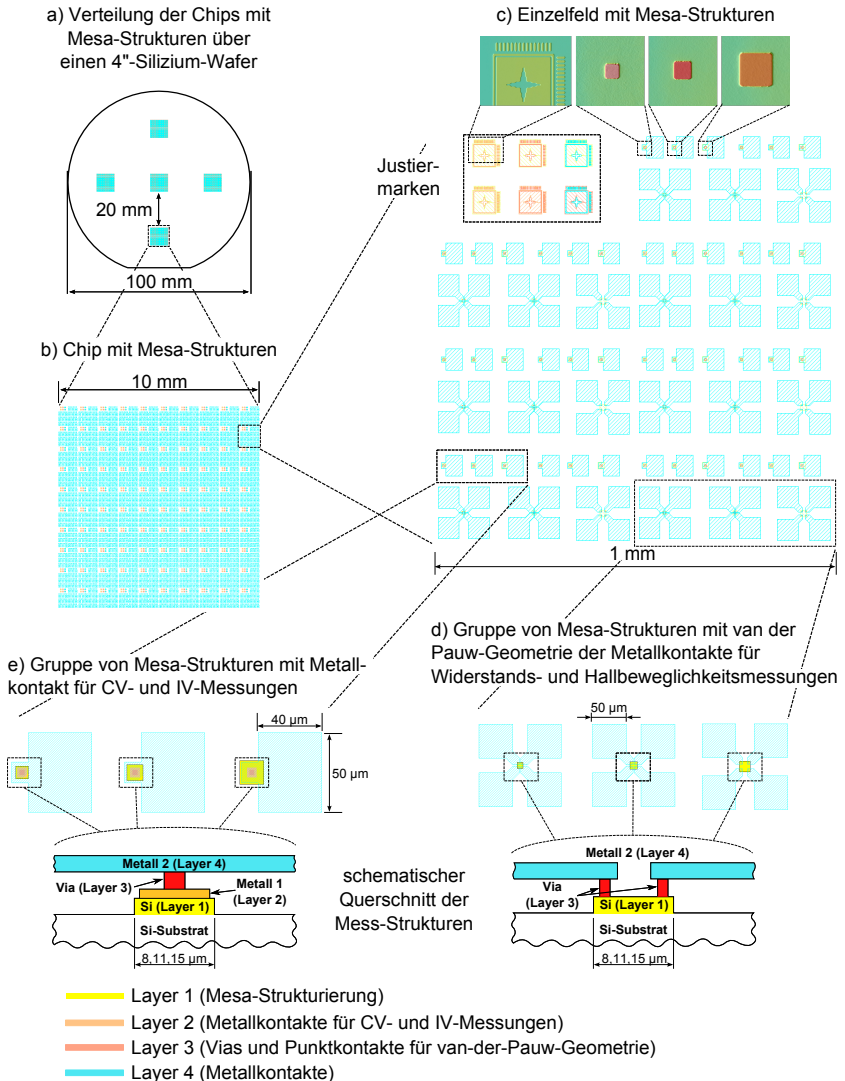 a) Verteilung der Chips mit
Mesa-Strukturen über
einen 4"-Silizium-Wafer
20 mm
100 mm
b) Chip mit Mesa-Strukturen
10 mm
c) Einzelfeld mit Mesa-Strukturen
Justier-
marken
1 mm
d) Gruppe von Mesa-Strukturen mit van der
Pauw-Geometrie der Metallkontakte für
Widerstands- und Hallbeweglichkeitsmessungen
50 µm
e) Gruppe von Mesa-Strukturen mit Metall-
kontakt für CV- und IV-Messungen
40 µm
50 µm
Metall 2 (Layer 4)
Via (Layer 3)
Metall 1
(Layer 2)
Si (Layer 1)
Si-Substrat
8,11,15 µm
schematischer
Querschnitt der
Mess-Strukturen
Metall 2 (Layer 4)
Via
(Layer 3)
Si (Layer 1)
Si-Substrat
8,11,15 µm
Layer 1 (Mesa-Strukturierung)
Layer 2 (Metallkontakte für CV- und IV-Messungen)
Layer 3 (Vias und Punktkontakte für van-der-Pauw-Geometrie)
Layer 4 (Metallkontakte)